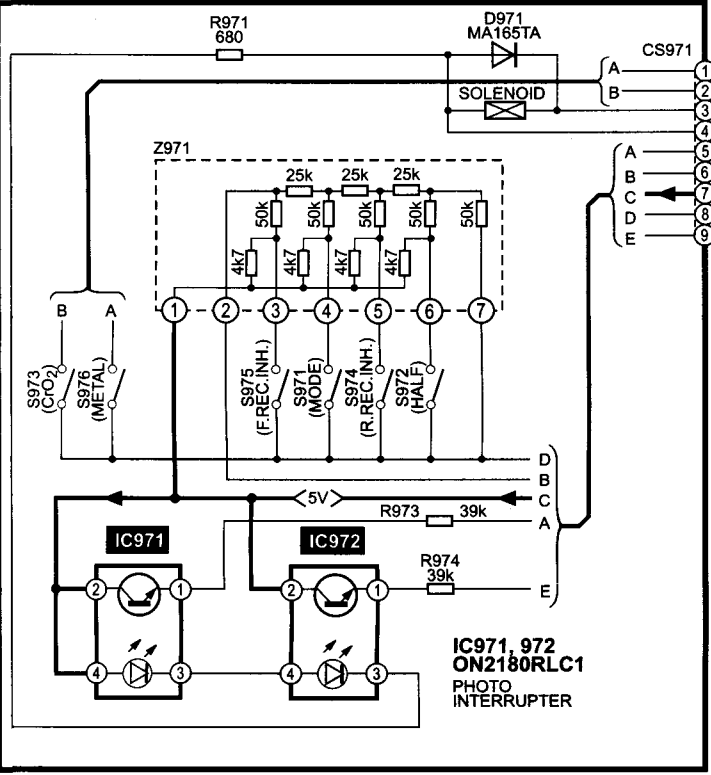 R971
680
D971
MA165TA
CS971
A
B
SOLENOID
1
2
3
4
5
6
7
8
9
A
B
C
D
E
Z971
25k
25k
25k
50k
50k
50k
50k
50k
4k7
4k7
4k7
4k7
1
2
3
4
5
6
7
B
A
S973
(CrO2)
S976
(METAL)
S975
(F.REC.INH.)
S971
(MODE)
S974
(R.REC.INH.)
S972
(HALF)
D
B
5V
C
R973
39k
A
IC971
IC972
R974
39k
E
2
1
2
1
4
3
4
3
IC971, 972
ON2180RLC1
PHOTO
INTERRUPTER